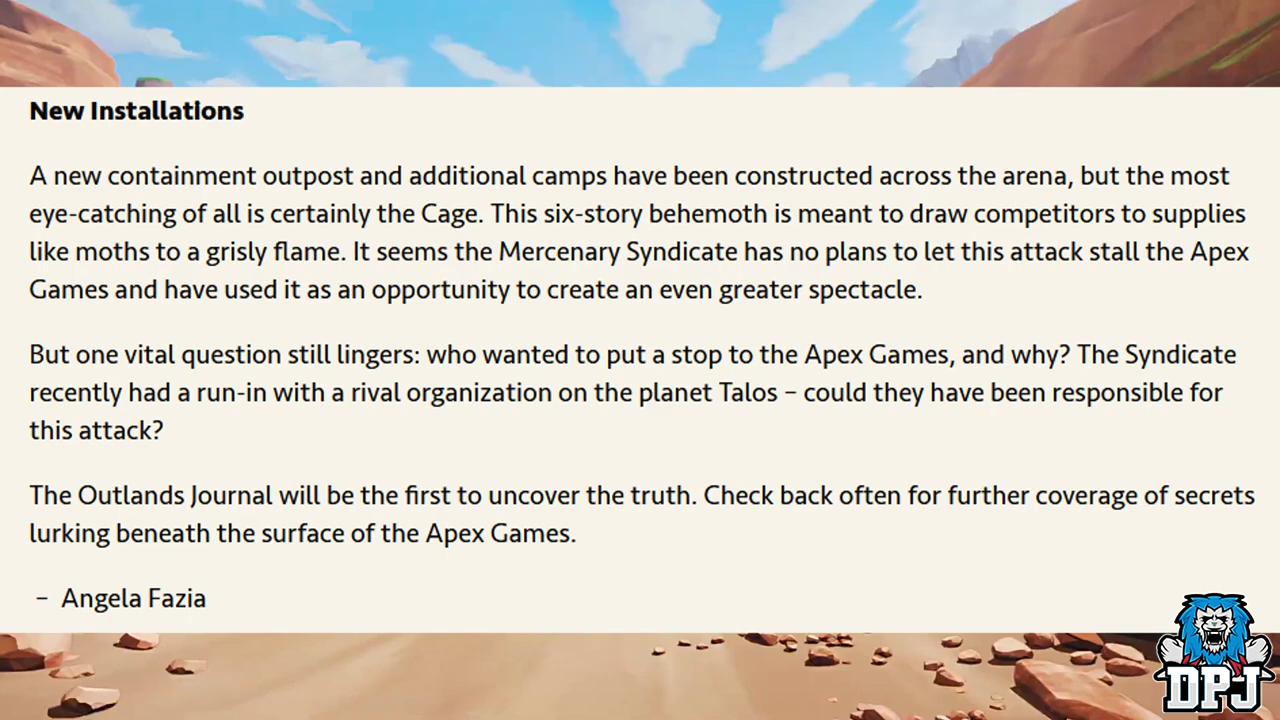 New Installations
A new containment outpost and additional camps have been constructed across the arena, but the most
eye-catching of all is certainly the Cage. This six-story behemoth is meant to draw competitors to supplies
like moths to a grisly flame. It seems the Mercenary Syndicate has no plans to let this attack stall the Apex
Games and have used it as an opportunity to create an even greater spectacle.
But one vital question still lingers: who wanted to put a stop to the Apex Games, and why? The Syndicate
recently had a run-in with a rival organization on the planet Talos – could they have been responsible for
this attack?
The Outlands Journal will be the first to uncover the truth. Check back often for further coverage of secrets
lurking beneath the surface of the Apex Games.
– Angela Fazia
DPJ